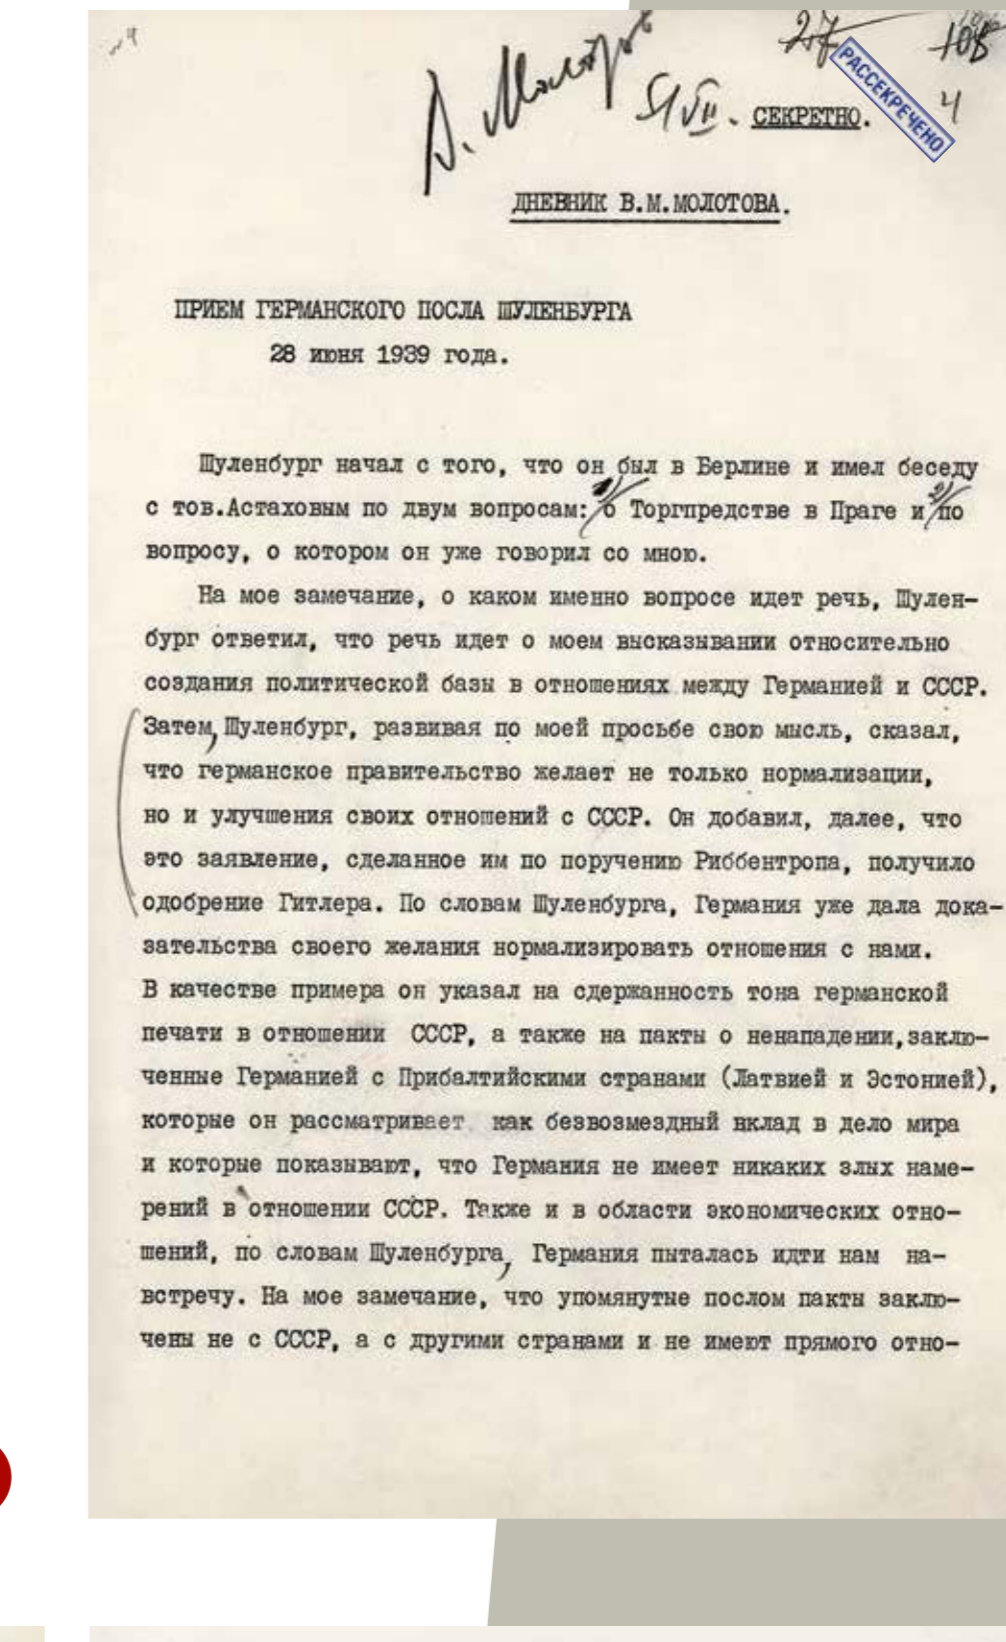 27
108
РАССЕКРЕЧЕНО
4
СЕКРЕТНО.
ДНЕВНИК В.М.МОЛОТОВА.
ПРИЕМ ГЕРМАНСКОГО ПОСЛА ШУЛЕНБУРГА
28 июня 1939 года.
Шуленбург начал с того, что он был в Берлине и имел беседу
с тов.Астаховым по двум вопросам: 1/ о Торгпредстве в Праге и 2/ по
вопросу, о котором он уже говорил со мною.
На мое замечание, о каком именно вопросе идет речь, Шулен-
бург ответил, что речь идет о моем высказывании относительно
создания политической базы в отношениях между Германией и СССР.
Затем, Шуленбург, развивая по моей просьбе свою мысль, сказал,
что германское правительство желает не только нормализации,
но и улучшения своих отношений с СССР. Он добавил, далее, что
это заявление, сделанное им по поручению Риббентропа, получило
одобрение Гитлера. По словам Шуленбурга, Германия уже дала дока-
зательства своего желания нормализировать отношения с нами.
В качестве примера он указал на сдержанность тона германской
печати в отношении СССР, а также на пакты о ненападении,заклю-
ченные Германией с Прибалтийскими странами (Латвией и Эстонией),
которые он рассматривает как безвозмездный вклад в дело мира
и которые показывают, что Германия не имеет никаких злых наме-
рений в отношении СССР. Также и в области экономических отно-
шений, по словам Шуленбурга, Германия пыталась идти нам на-
встречу. На мое замечание, что упомянутые послом пакты заклю-
чены не с СССР, а с другими странами и не имеют прямого отно-